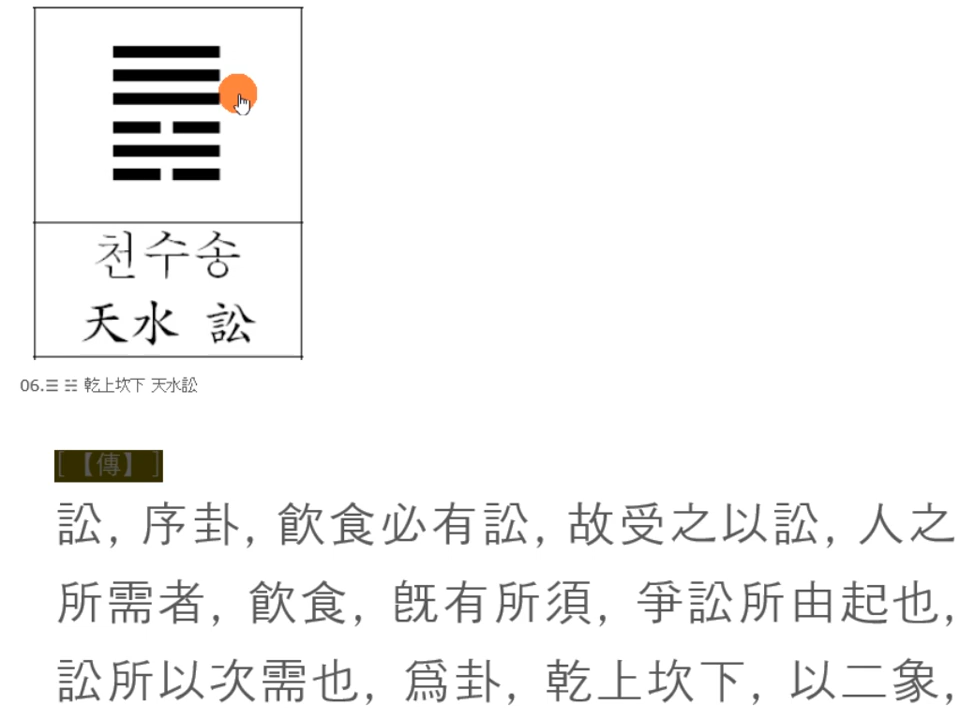 천수송
天水 訟
06.☰ ☵ 乾上坎下 天水訟
[ 【傳】 ]
訟, 序卦, 飮食必有訟, 故受之以訟, 人之
所需者, 飮食, 旣有所須, 爭訟所由起也,
訟所以次需也, 爲卦, 乾上坎下, 以二象,